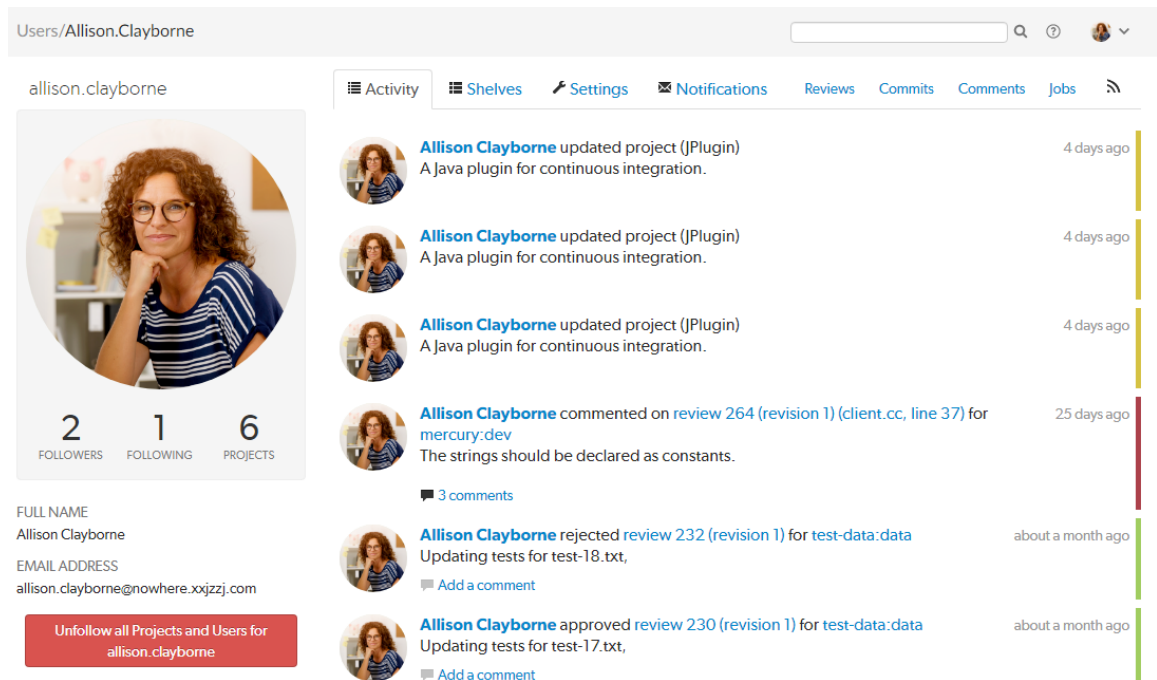 Users/Allison.Clayborne
allison.clayborne
Activity Shelves Settings Notifications Reviews Commits Comments Jobs
2 1 6
FOLLOWERS FOLLOWING PROJECTS
FULL NAME
Allison Clayborne
EMAIL ADDRESS
allison.clayborne@nowhere.xxjzzj.com
Unfollow all Projects and Users for
allison.clayborne
Allison Clayborne updated project (JPlugin) 4 days ago
A Java plugin for continuous integration.
Allison Clayborne updated project (JPlugin) 4 days ago
A Java plugin for continuous integration.
Allison Clayborne updated project (JPlugin) 4 days ago
A Java plugin for continuous integration.
Allison Clayborne commented on review 264 (revision 1) (client.cc, line 37) for 25 days ago
mercury:dev
The strings should be declared as constants.
3 comments
Allison Clayborne rejected review 232 (revision 1) for test-data:data about a month ago
Updating tests for test-18.txt,
Add a comment
Allison Clayborne approved review 230 (revision 1) for test-data:data about a month ago
Updating tests for test-17.txt,
Add a comment